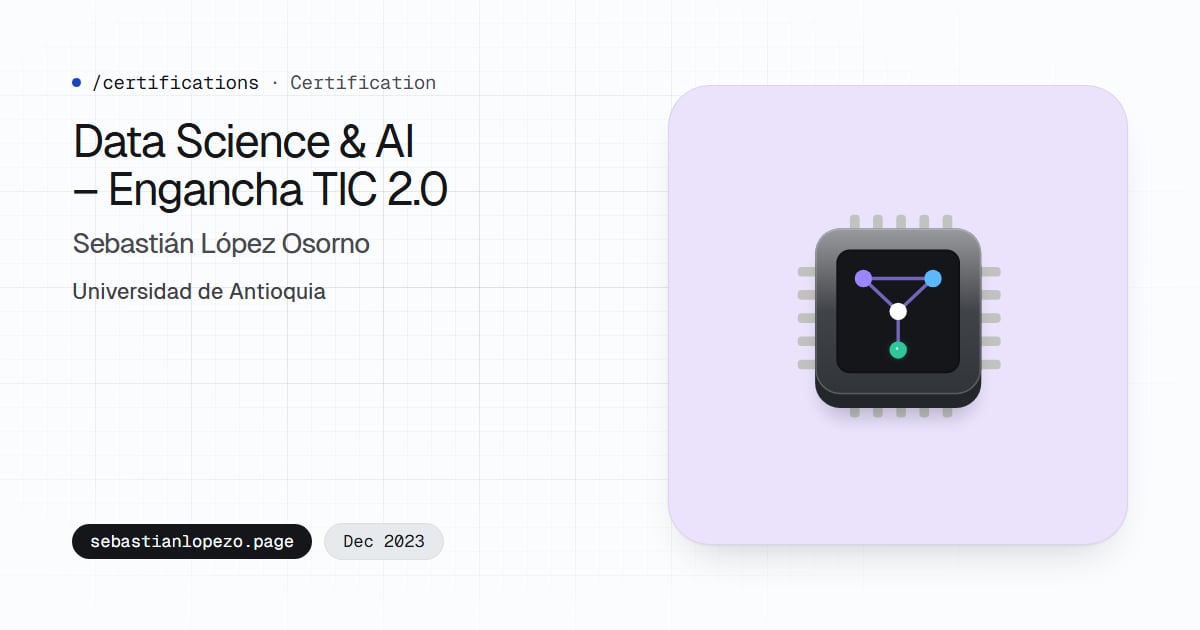 /certifications · Certification
Data Science & AI
– Engancha TIC 2.0
Sebastián López Osorno
Universidad de Antioquia
sebastianlopezo.page
Dec 2023